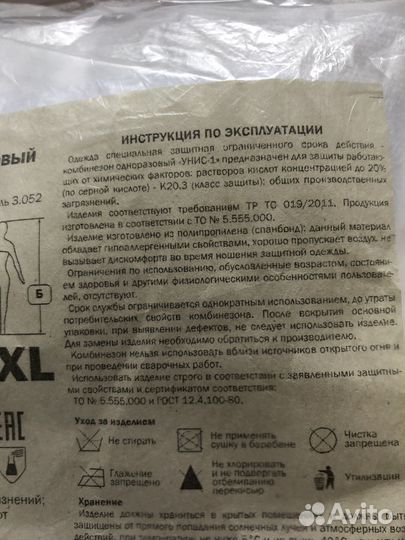 ИНСТРУКЦИЯ ПО ЭКСПЛУАТАЦИИ
Одежда специальная защитная ограниченного срока действия -
комбинезон одноразовый «УНИС-1» предназначен для защиты работаю-
щих от химических факторов: растворов кислот концентрацией до 20%
(по серной кислоте) - К20.3 (класс защиты); общих производственных
загрязнений.
Изделия соответствуют требованием ТР ТС 019/2011. Продукция
изготовлена в соответствии с ТО № 5.555.000.
Изделие изготовлено из полипропилена (спанбонд); данный материал
обладает гипоаллергенными свойствами, хорошо пропускает воздух, не
вызывает дискомфорта во время ношения защитной одежды.
Ограничения по использованию, обусловленные возрастом, состояни-
ем здоровья и другими физиологическими особенностями пользовате-
лей, отсутствуют.
Срок службы ограничивается однократным использованием, до утраты
потребительских свойств комбинезона. После вскрытия основной
упаковки, при выявлении дефектов, не следует использовать изделие.
Для замены изделия необходимо обратиться к производителю.
Комбинезон нельзя использовать вблизи источников открытого огня и
при проведении сварочных работ.
Использовать изделие строго в соответствии с заявленными защитны-
ми свойствами и сертификатом соответствия:
ТО № 5.555.000 и ГОСТ 12.4.100-80.
Уход за изделием
Не стирать
Не применять
сушку в барабане
Чистка
запрещена
Глажение
запрещено
Не хлорировать
и не подвергать
отбеливанию
перекисью
Утилизация
Хранение
Изделия должны храниться в крытых помещениях
защищены от прямого попадания солнечных лучей и атмосферных воз
овый
ль 3.052
Б
XL
EAC
знений;
от
Avito